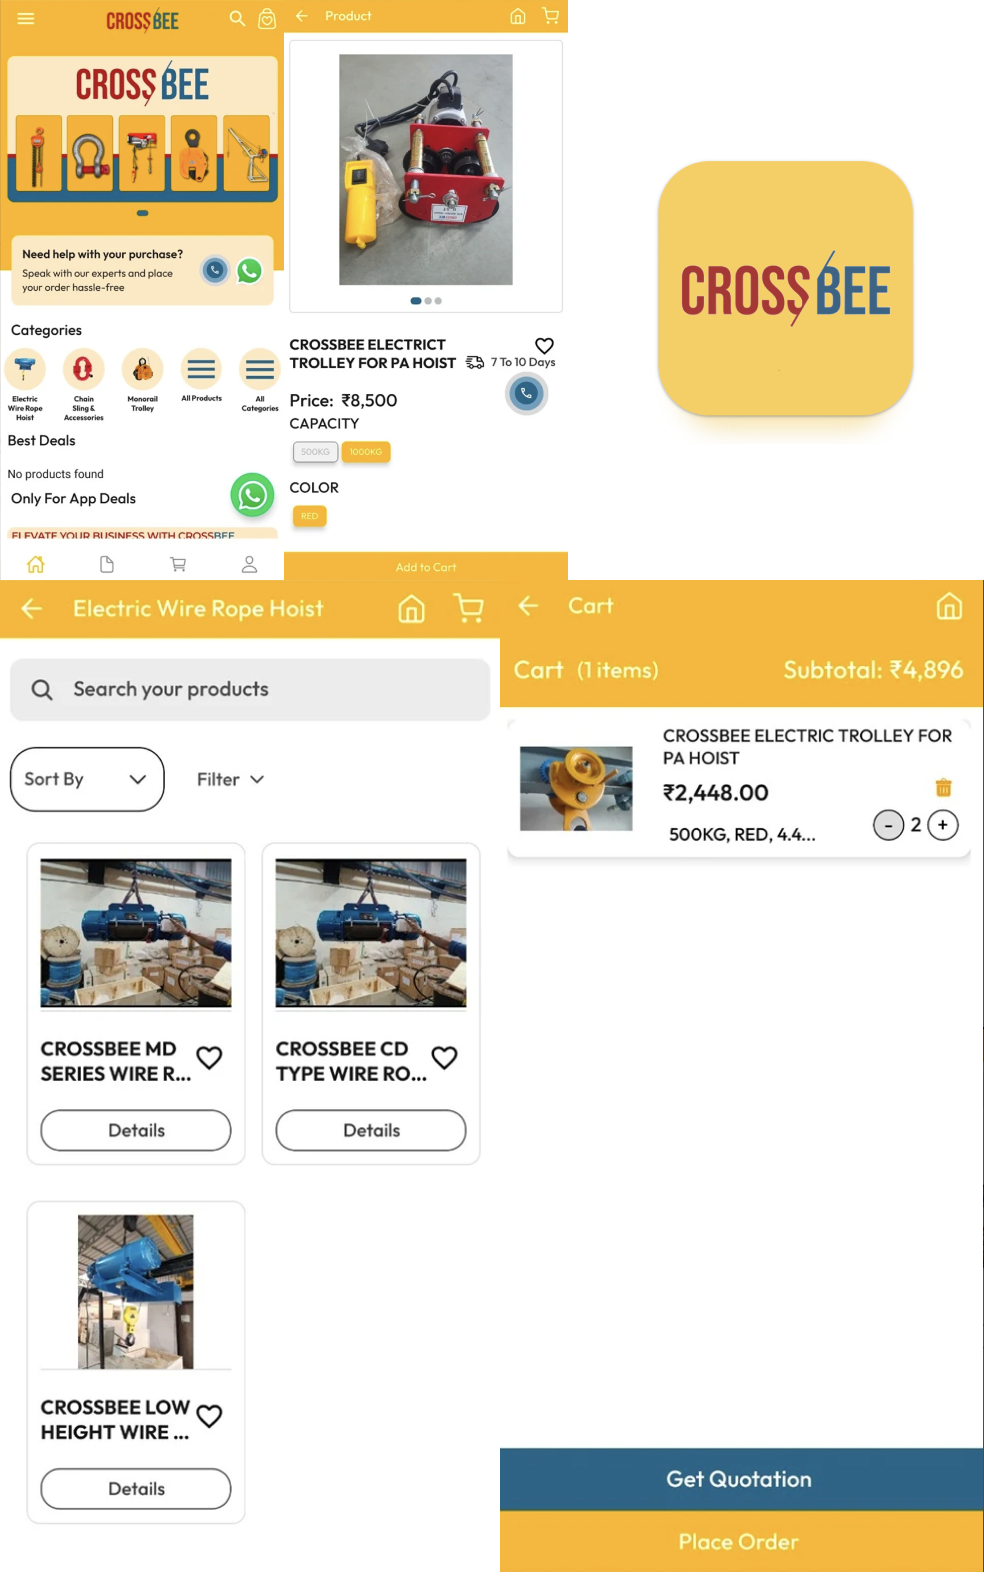 CROSSBEE
CROSSBEE
Need help with your purchase?
Speak with our experts and place
your order hassle-free
Categories
Electric
Wire Rope
Hoist
Chain
Sling &
Accessories
Monorail
Trolley
All Products
All
Categories
Best Deals
No products found
Only For App Deals
ELEVATE YOUR BUSINESS WITH CROSSBEE
Product
CROSSBEE ELECTRICT
TROLLEY FOR PA HOIST
7 To 10 Days
Price: ₹8,500
CAPACITY
500KG
1000KG
COLOR
RED
Add to Cart
CROSSBEE
Electric Wire Rope Hoist
Search your products
Sort By
Filter
CROSSBEE MD
SERIES WIRE R...
Details
CROSSBEE CD
TYPE WIRE RO...
Details
CROSSBEE LOW
HEIGHT WIRE ...
Details
Cart
Cart (1 items)
Subtotal: ₹4,896
CROSSBEE ELECTRIC TROLLEY FOR
PA HOIST
₹2,448.00
500KG, RED, 4.4...
- 2 +
Get Quotation
Place Order